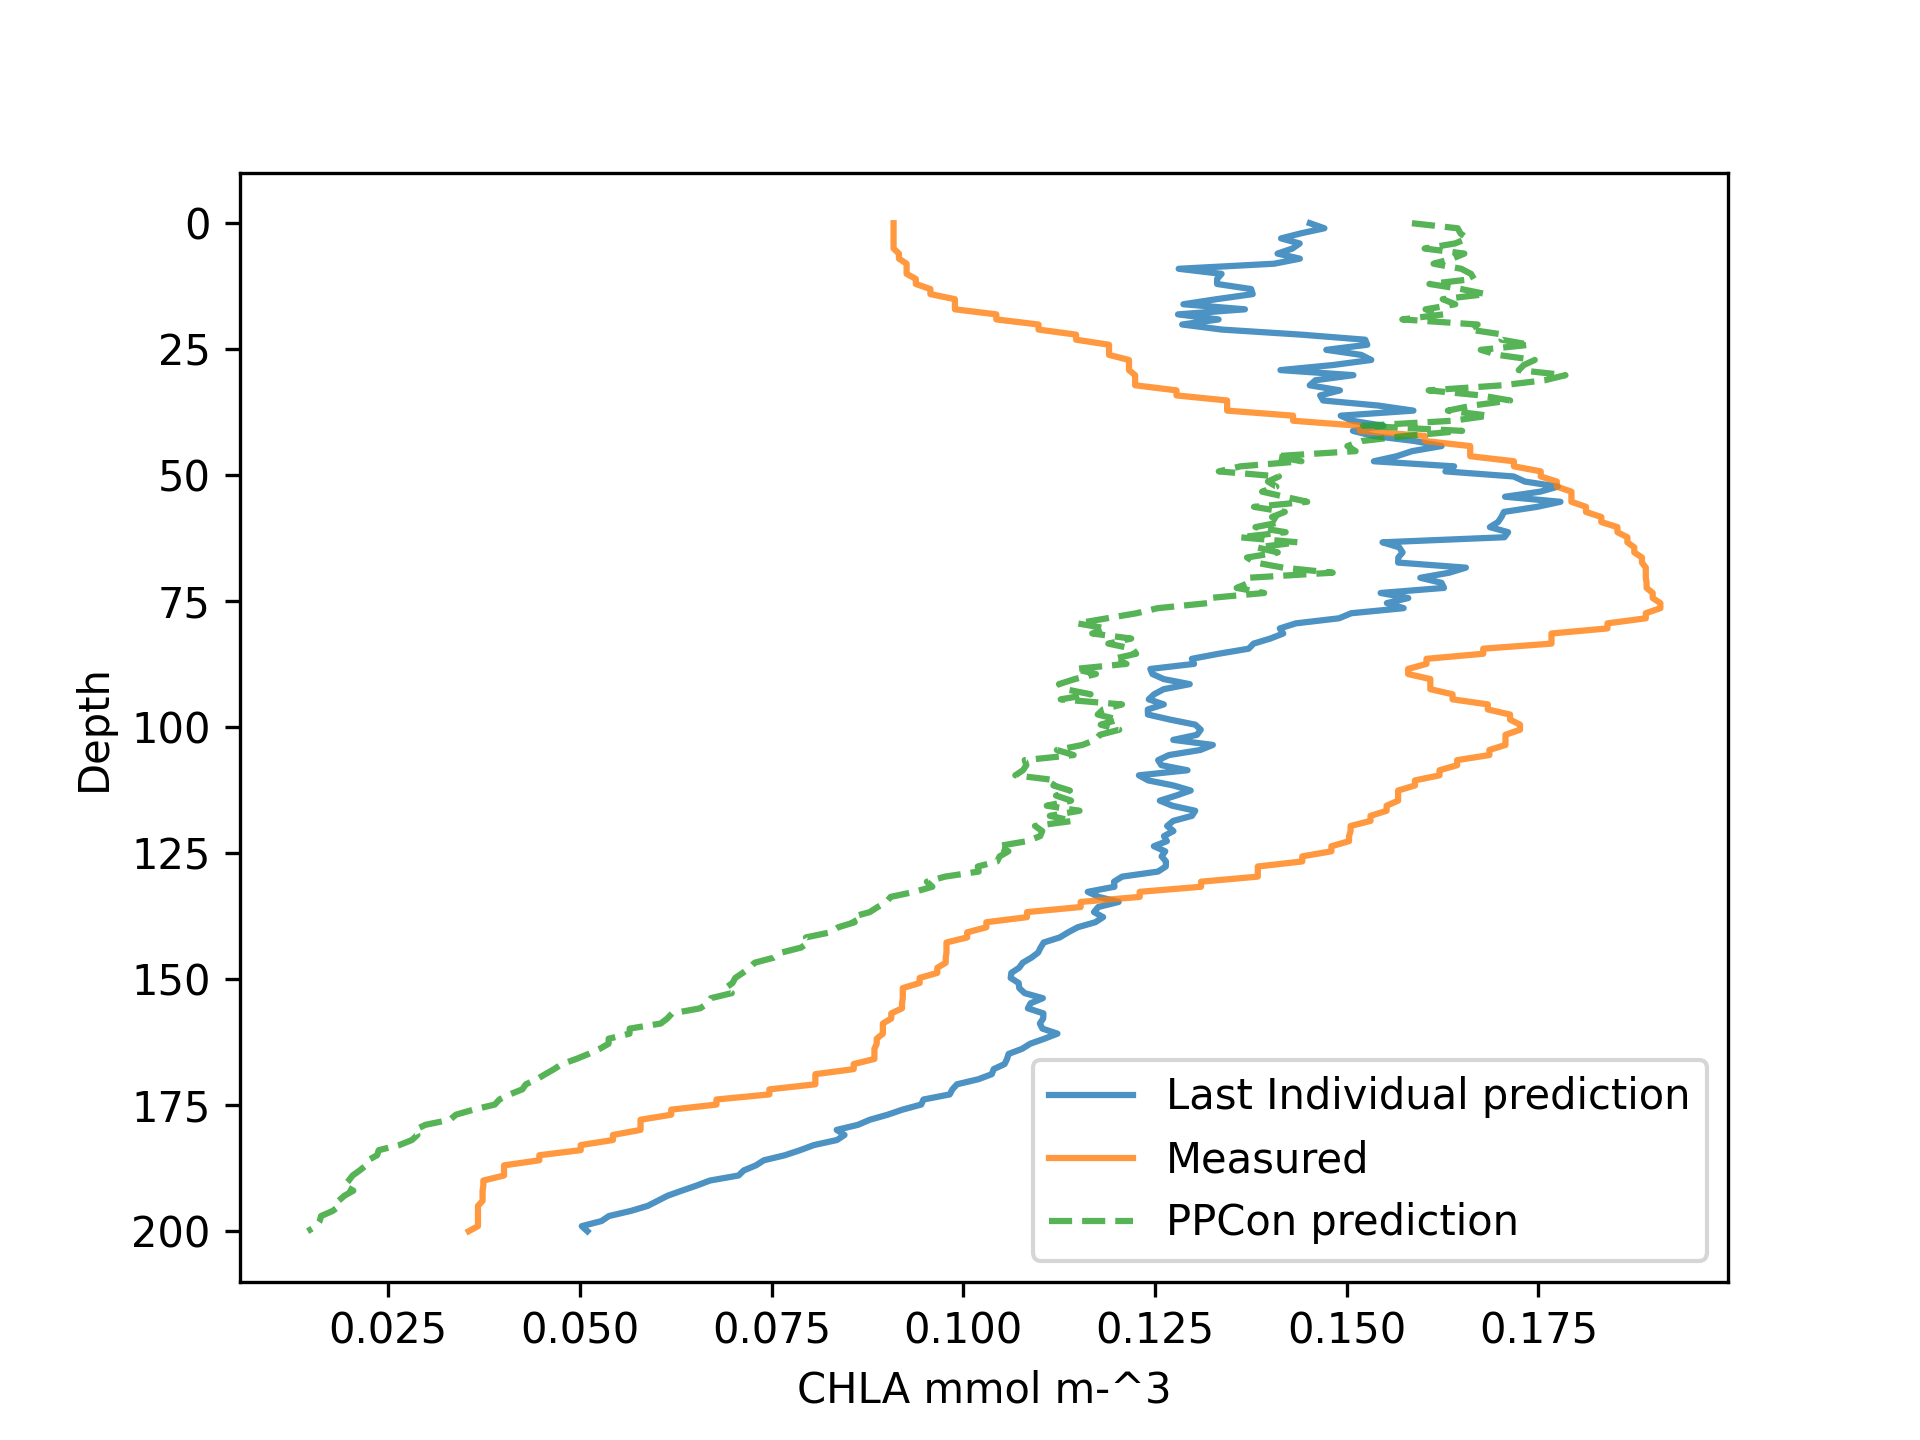 0
25
50
75
100
125
150
175
200
Depth
0.025 0.050 0.075 0.100 0.125 0.150 0.175
CHLA mmol m-^3
Last Individual prediction
Measured
PPCon prediction